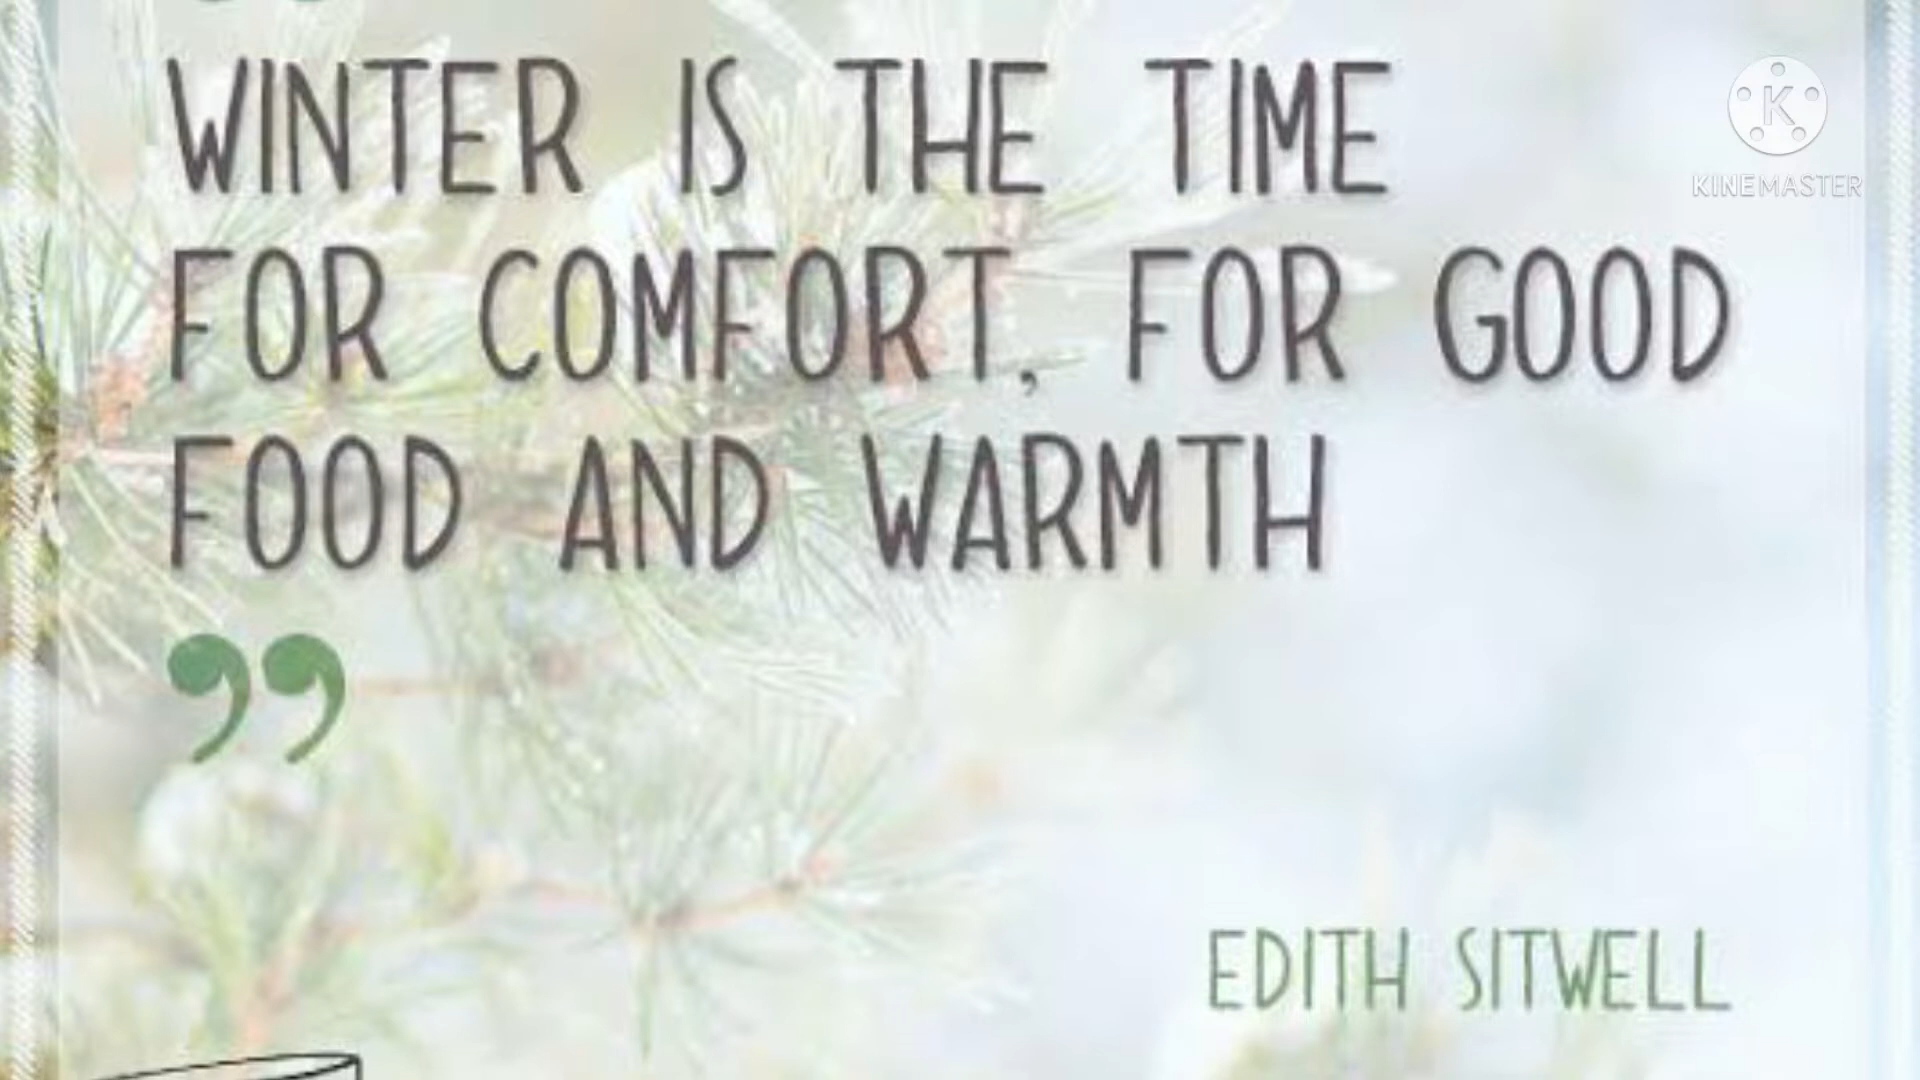 WINTER IS THE TIME
FOR COMFORT, FOR GOOD
FOOD AND WARMTH
”
EDITH SITWELL
K
KINEMASTER